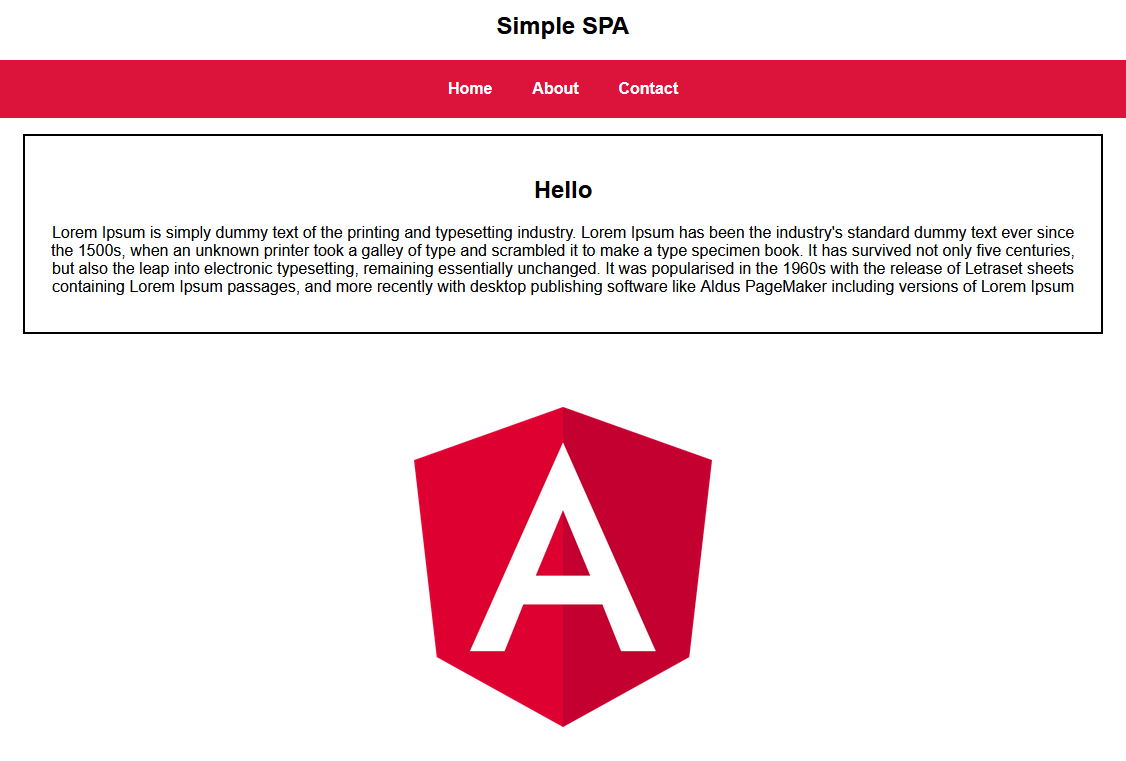 Simple SPA
Home About Contact
Hello
Lorem Ipsum is simply dummy text of the printing and typesetting industry. Lorem Ipsum has been the industry's standard dummy text ever since
the 1500s, when an unknown printer took a galley of type and scrambled it to make a type specimen book. It has survived not only five centuries,
but also the leap into electronic typesetting, remaining essentially unchanged. It was popularised in the 1960s with the release of Letraset sheets
containing Lorem Ipsum passages, and more recently with desktop publishing software like Aldus PageMaker including versions of Lorem Ipsum
A